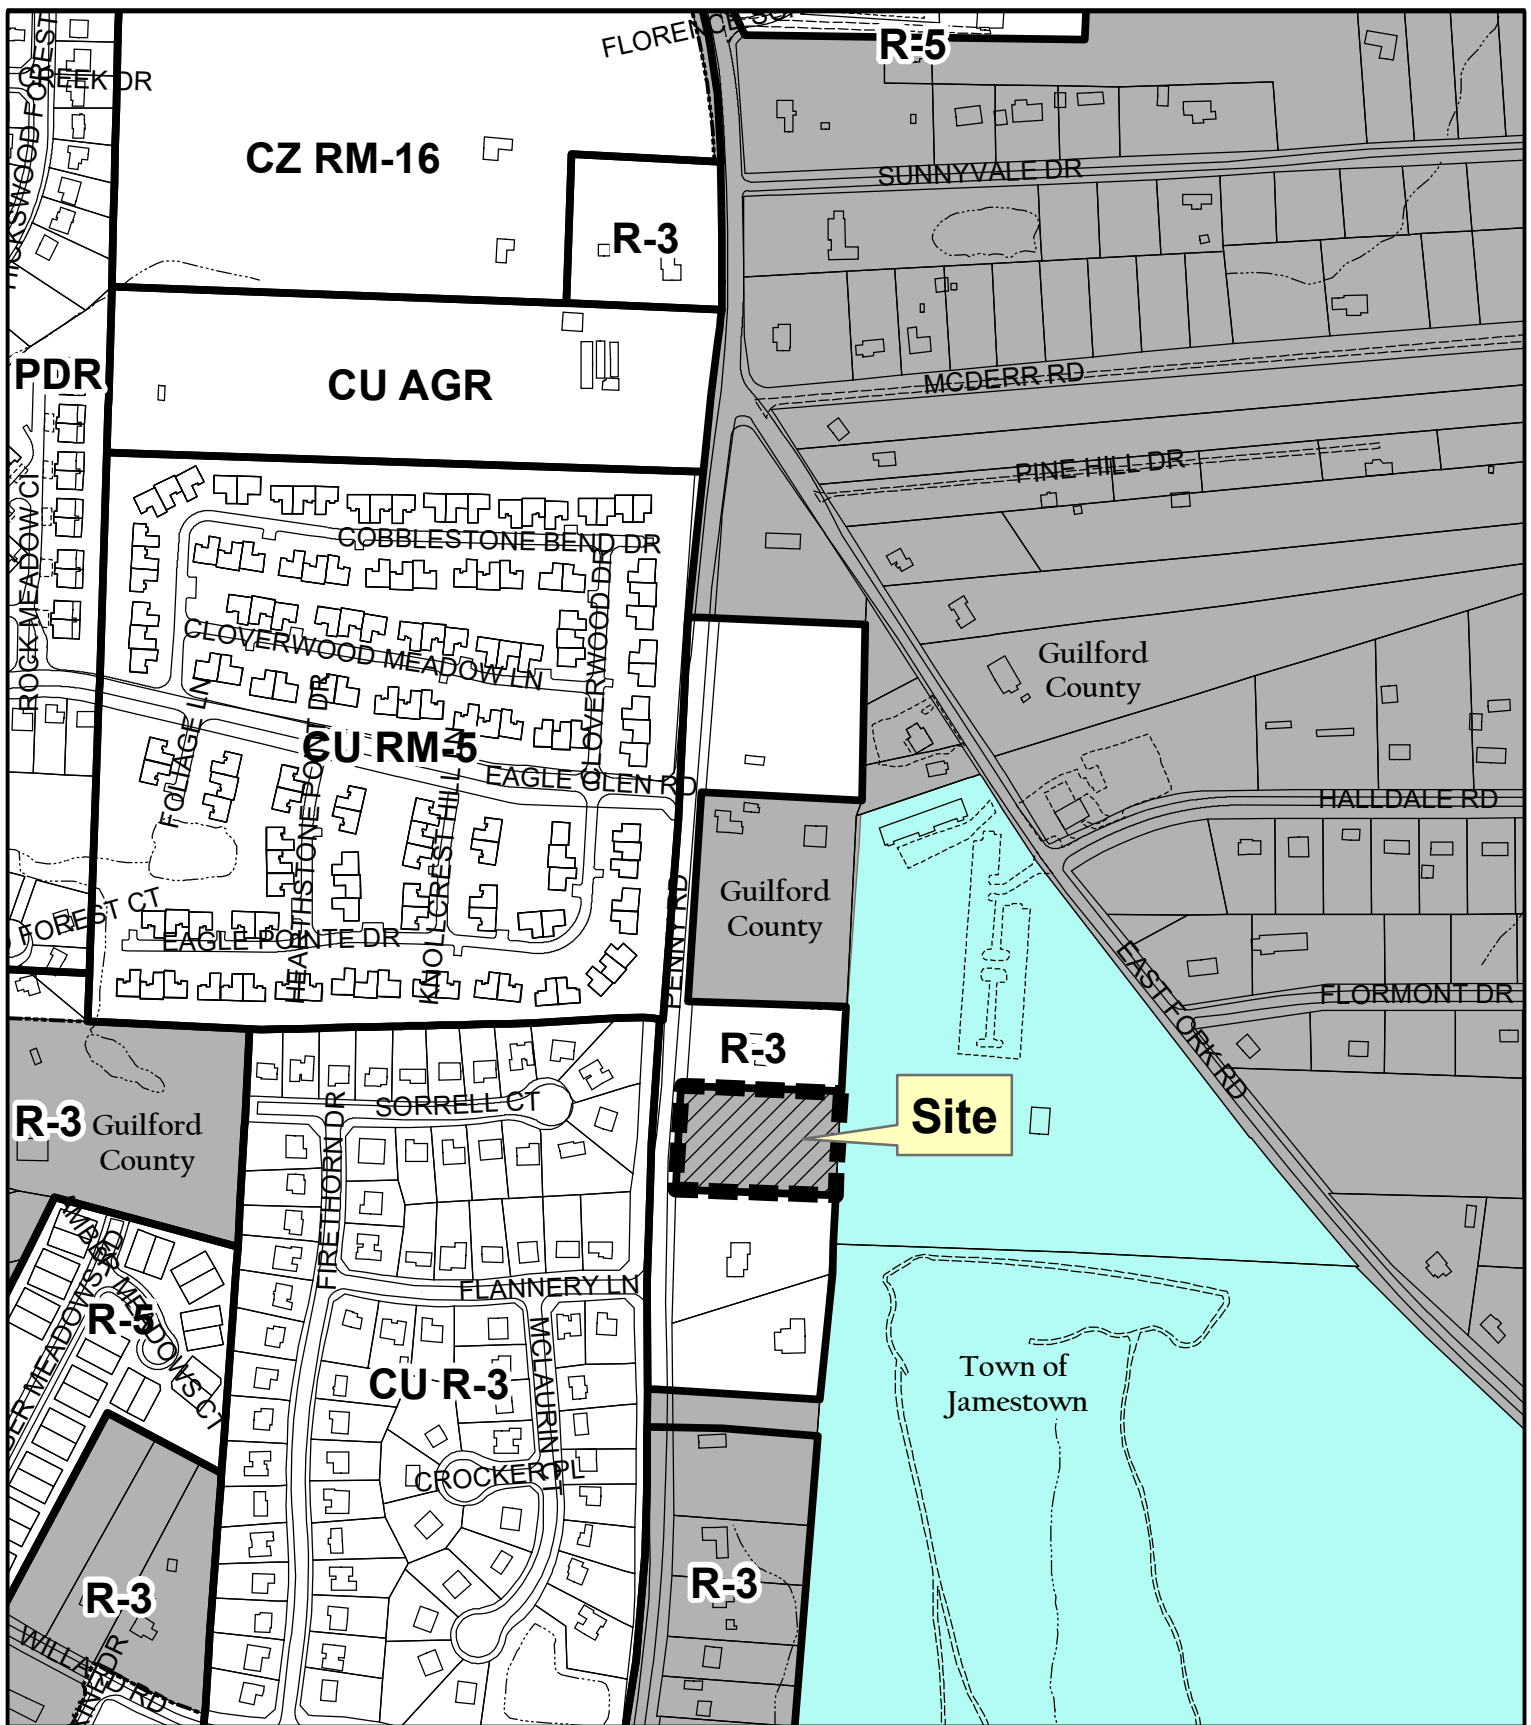 R-5
CREEK DR
CZ RM-16
SUNNYVALE DR
R-3
PDR
CU AGR
MCDERR RD
PINE HILL DR
ROCK MEADOW CT
COBBLESTONE BEND DR
CLOVERWOOD DR
CLOVERWOOD MEADOW LN
Guilford
County
FOLIAGE LN
HEARTHSTONE POINT DR
CU RM-5
KNOLLCREST HILL LN
EAGLE GLEN RD
HALLDALE RD
Guilford
County
PENNY RD
FOREST CT
EAGLE POINTE DR
EAST FORK RD
FLORMONT DR
R-3
R-3
Guilford
County
FIRETHORN DR
SORRELL CT
Site
FLANNERY LN
R-5
CU R-3
MCLAURIN CT
Town of
Jamestown
CROCKER PL
R-3
R-3
WILLARD RD